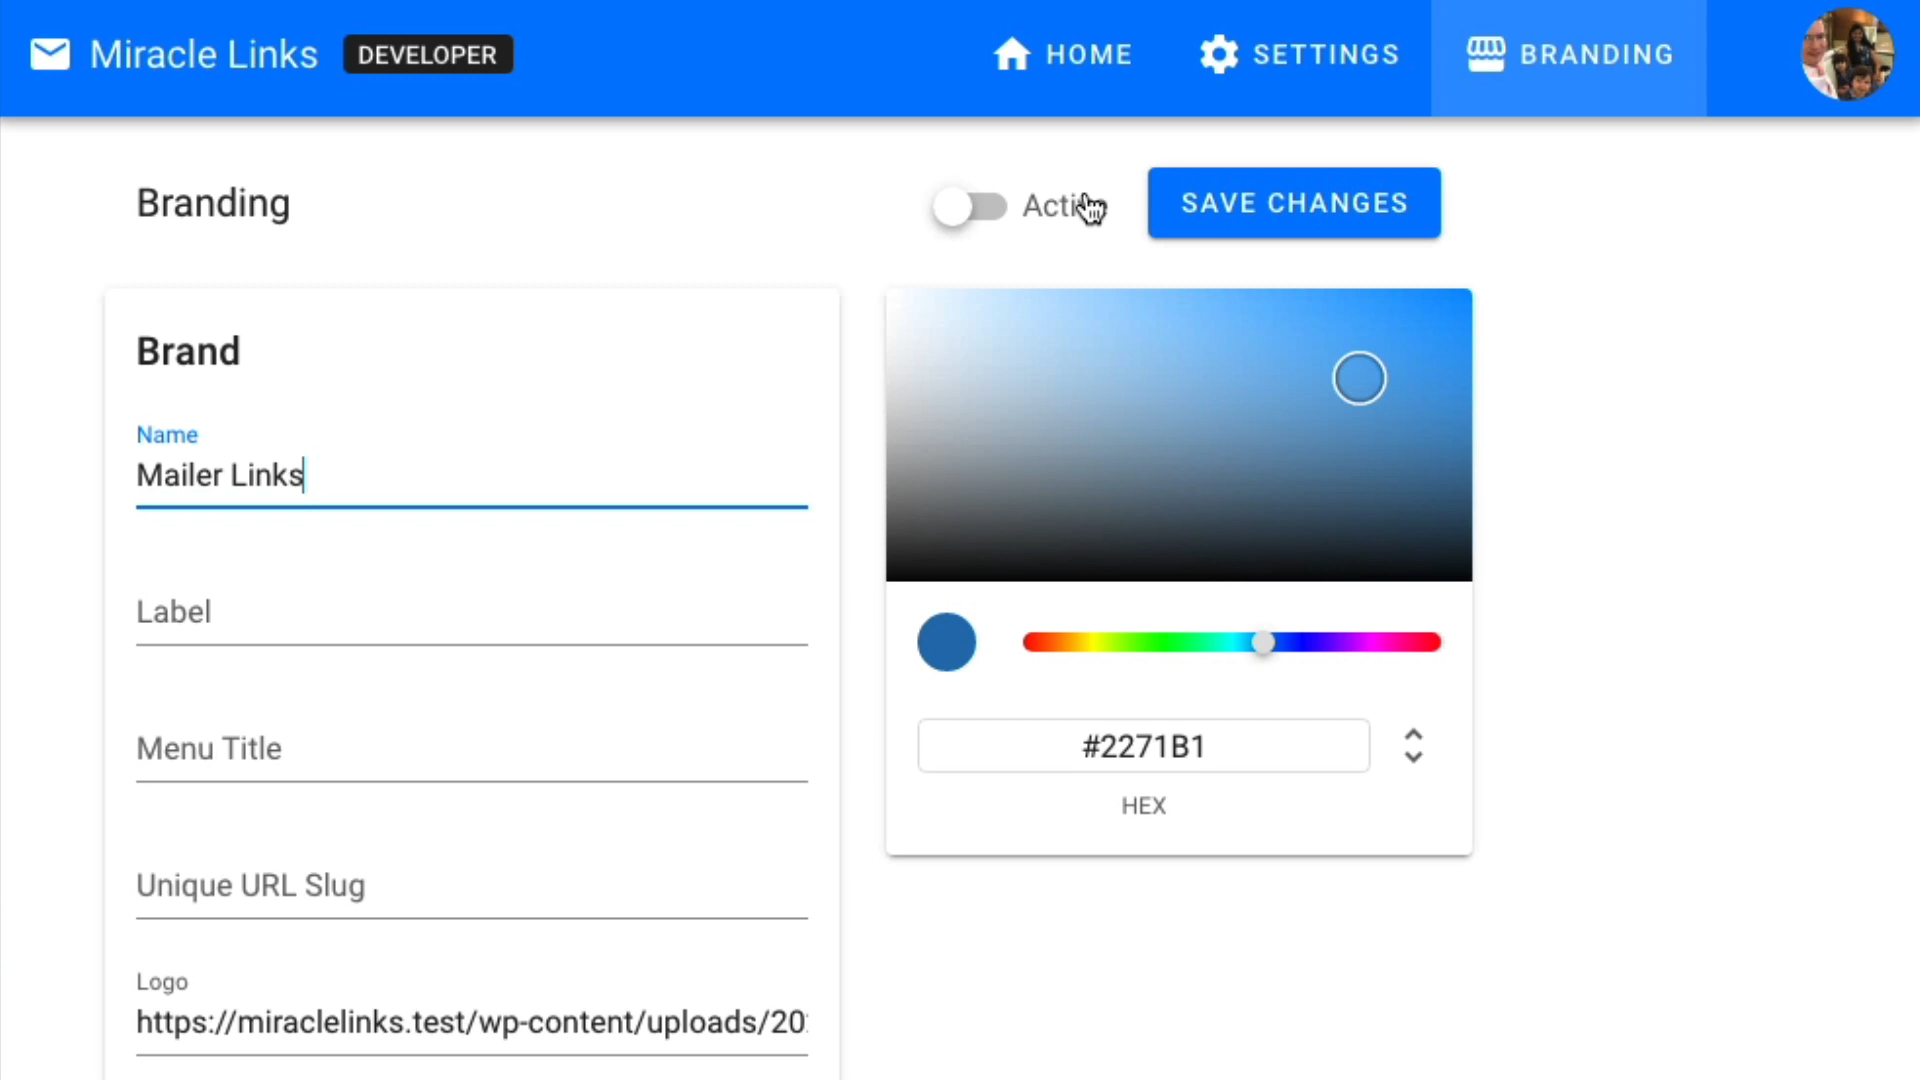 Miracle Links DEVELOPER HOME SETTINGS BRANDING
Branding SAVE CHANGES
Brand
Name
Mailer Links
Label
Menu Title
Unique URL Slug
Logo
https://miraclelinks.test/wp-content/uploads/20
#2271B1
HEX